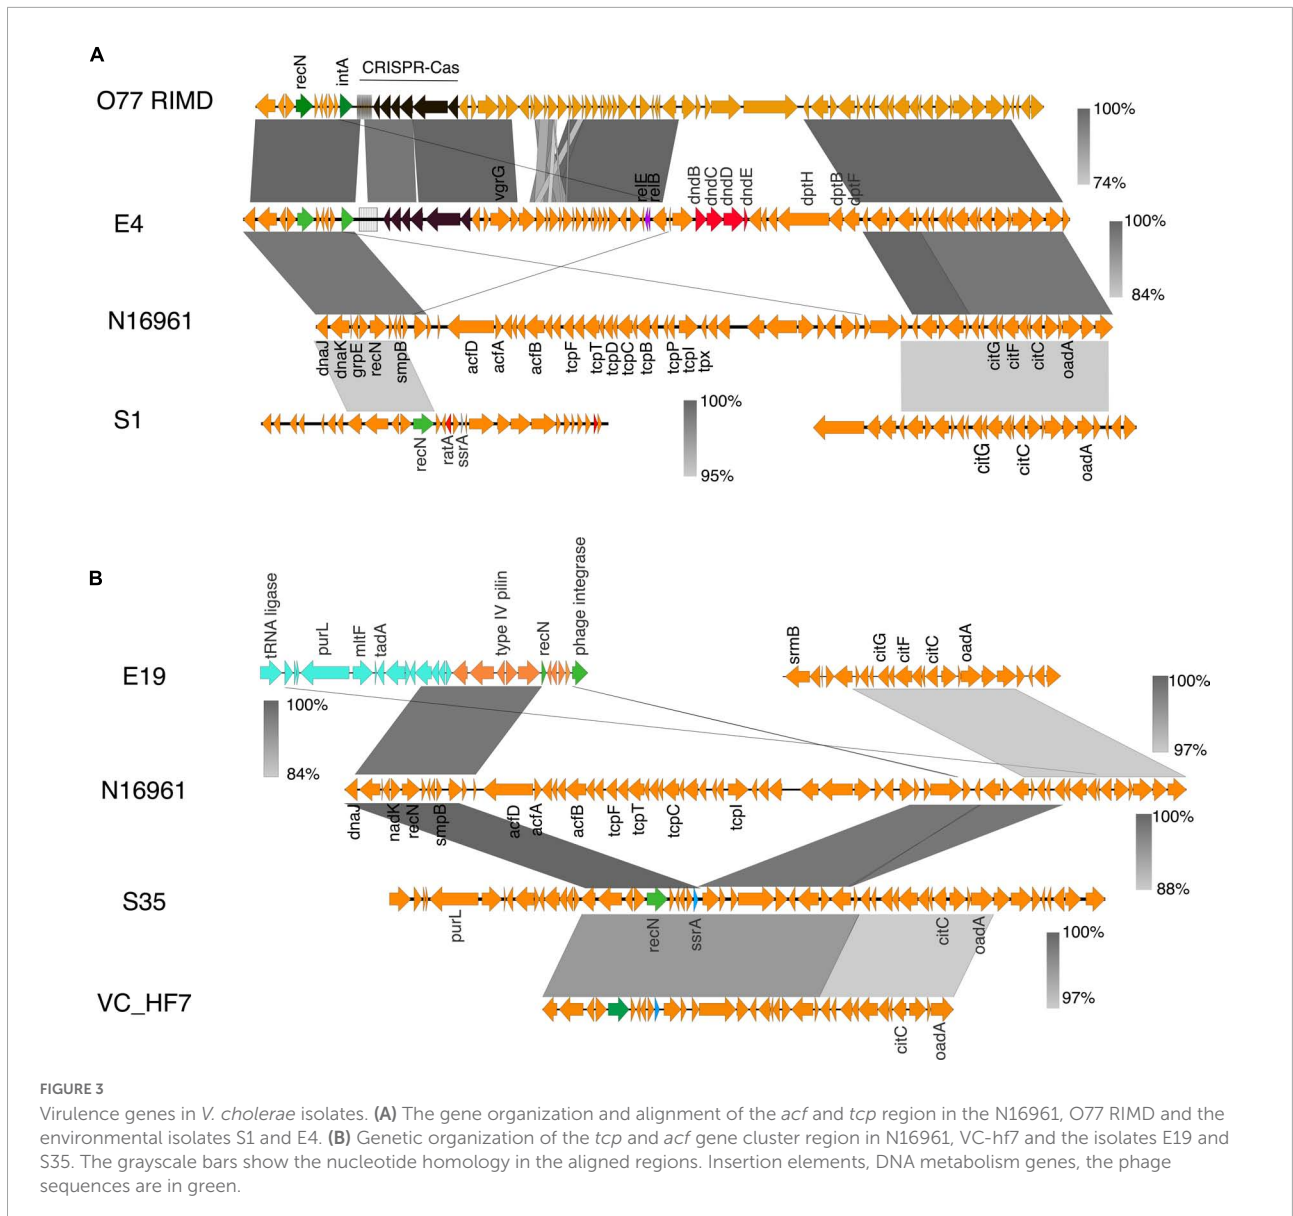 A
recN
intA
CRISPR-Cas
O77 RIMD
100%
74%
vgrG
relE
relB
dndB
dndC
dndD
dndE
dptH
dptB
dptF
E4
100%
84%
N16961
dnaJ
dnaK
grpE
recN
smpB
acfD
acfA
acfB
tcpF
tcpT
tcpD
tcpC
tcpB
tcpP
tcpI
tpx
citG
citF
citC
oadA
S1
100%
95%
recN
ratA
ssrA
citG
citC
oadA
B
tRNA ligase
purL
mltF
tadA
type IV pilin
recN
phage integrase
srmB
citG
citF
citC
oadA
E19
100%
84%
100%
97%
N16961
dnaJ
nadK
recN
smpB
acfD
acfA
acfB
tcpF
tcpT
tcpC
tcpI
100%
88%
S35
purL
recN
ssrA
citC
oadA
100%
97%
VC_HF7
citC
oadA
FIGURE 3
Virulence genes in V. cholerae isolates. (A) The gene organization and alignment of the acf and tcp region in the N16961, O77 RIMD and the
environmental isolates S1 and E4. (B) Genetic organization of the tcp and acf gene cluster region in N16961, VC-hf7 and the isolates E19 and
S35. The grayscale bars show the nucleotide homology in the aligned regions. Insertion elements, DNA metabolism genes, the phage
sequences are in green.